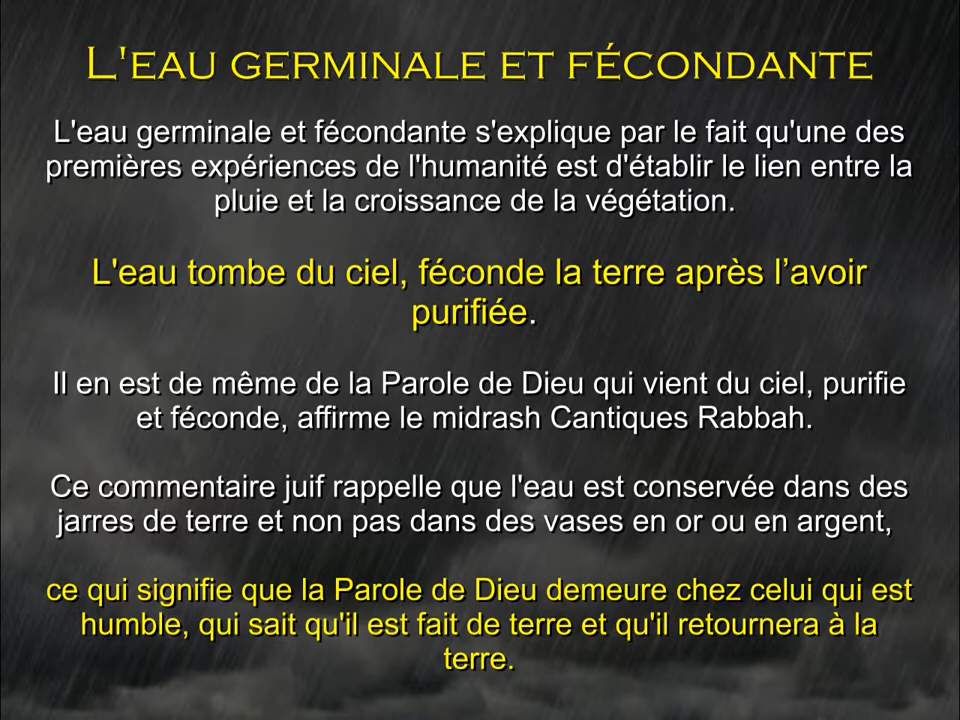 L'EAU GERMINALE ET FÉCONDANTE
L'eau germinale et fécondante s'explique par le fait qu'une des
premières expériences de l'humanité est d'établir le lien entre la
pluie et la croissance de la végétation.
L'eau tombe du ciel, féconde la terre après l’avoir
purifiée.
Il en est de même de la Parole de Dieu qui vient du ciel, purifie
et féconde, affirme le midrash Cantiques Rabbah.
Ce commentaire juif rappelle que l'eau est conservée dans des
jarres de terre et non pas dans des vases en or ou en argent,
ce qui signifie que la Parole de Dieu demeure chez celui qui est
humble, qui sait qu'il est fait de terre et qu'il retournera à la
terre.